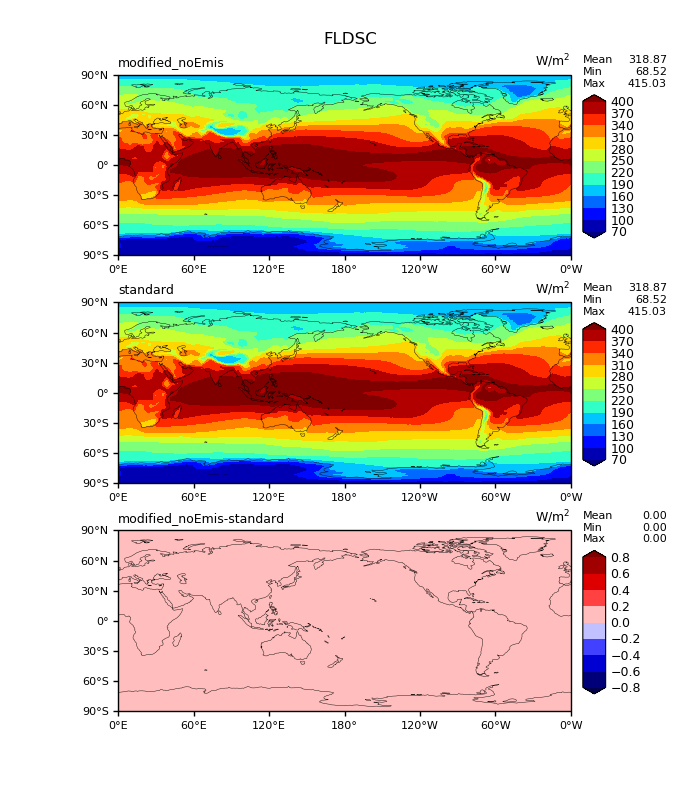 FLDSC
modified_noEmis W/m²
Mean 318.87
Min 68.52
Max 415.03
90°N
60°N
30°N
0°
30°S
60°S
90°S
0°E 60°E 120°E 180° 120°W 60°W 0°W
400
370
340
310
280
250
220
190
160
130
100
70
standard W/m²
Mean 318.87
Min 68.52
Max 415.03
90°N
60°N
30°N
0°
30°S
60°S
90°S
0°E 60°E 120°E 180° 120°W 60°W 0°W
400
370
340
310
280
250
220
190
160
130
100
70
modified_noEmis-standard W/m²
Mean 0.00
Min 0.00
Max 0.00
90°N
60°N
30°N
0°
30°S
60°S
90°S
0°E 60°E 120°E 180° 120°W 60°W 0°W
0.8
0.6
0.4
0.2
0.0
−0.2
−0.4
−0.6
−0.8